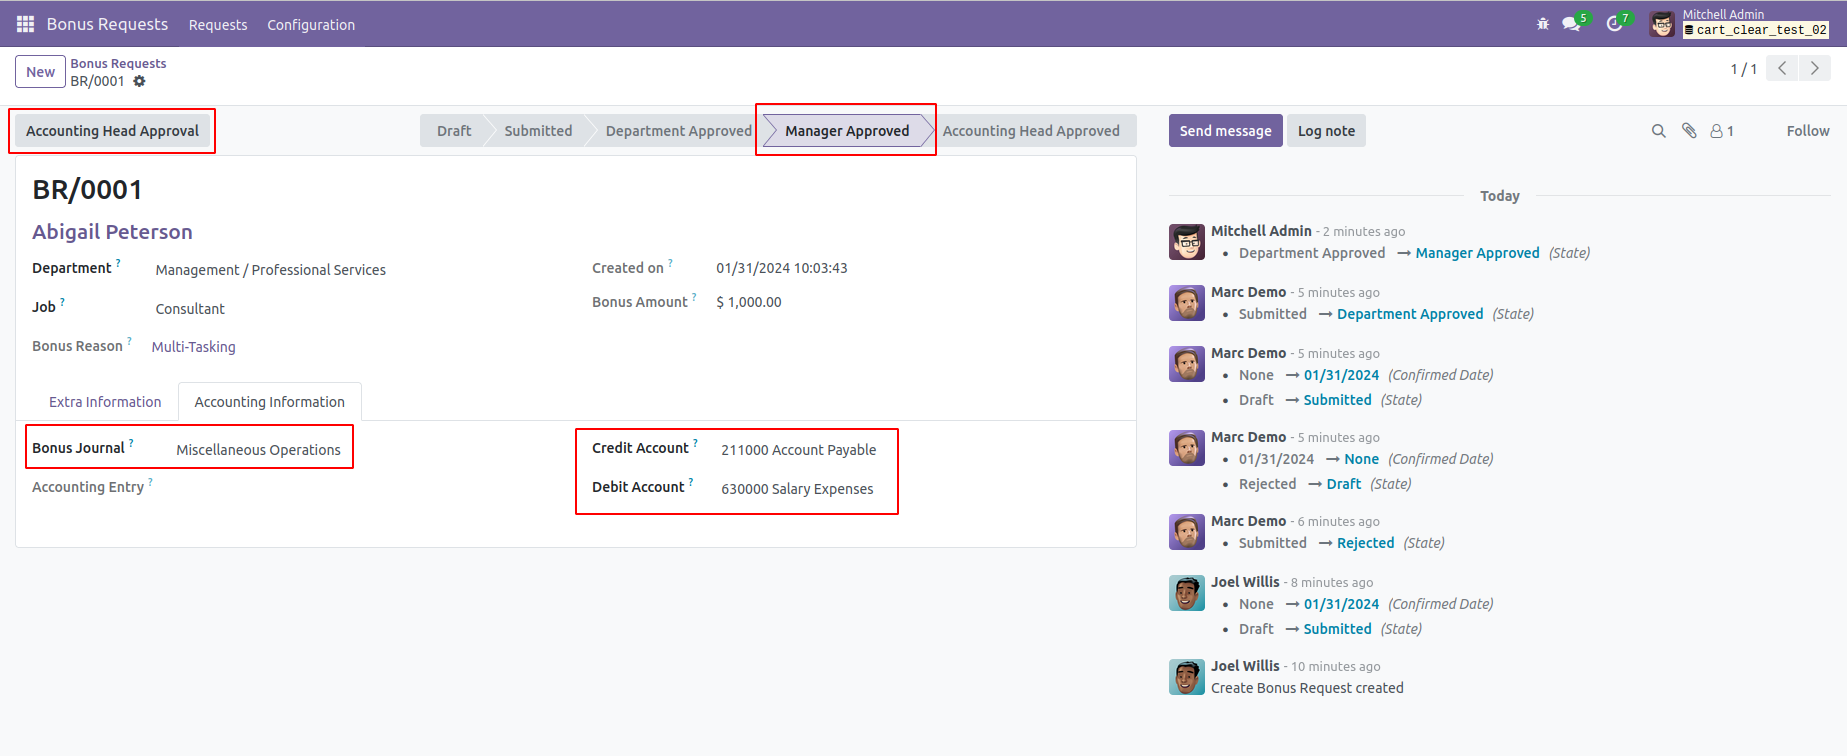 Bonus Requests Requests Configuration 5 7 Mitchell Admin
cart_clear_test_02
New Bonus Requests
BR/0001
1 / 1
Accounting Head Approval Draft Submitted Department Approved Manager Approved Accounting Head Approved
BR/0001
Abigail Peterson
Department ? Management / Professional Services
Job ? Consultant
Bonus Reason ? Multi-Tasking
Created on ? 01/31/2024 10:03:43
Bonus Amount ? $ 1,000.00
Extra Information Accounting Information
Bonus Journal ? Miscellaneous Operations
Accounting Entry ?
Credit Account ? 211000 Account Payable
Debit Account ? 630000 Salary Expenses
Send message Log note 1 Follow
Today
Mitchell Admin - 2 minutes ago
• Department Approved → Manager Approved (State)
Marc Demo - 5 minutes ago
• Submitted → Department Approved (State)
Marc Demo - 5 minutes ago
• None → 01/31/2024 (Confirmed Date)
• Draft → Submitted (State)
Marc Demo - 5 minutes ago
• 01/31/2024 → None (Confirmed Date)
• Rejected → Draft (State)
Marc Demo - 6 minutes ago
• Submitted → Rejected (State)
Joel Willis - 8 minutes ago
• None → 01/31/2024 (Confirmed Date)
• Draft → Submitted (State)
Joel Willis - 10 minutes ago
Create Bonus Request created